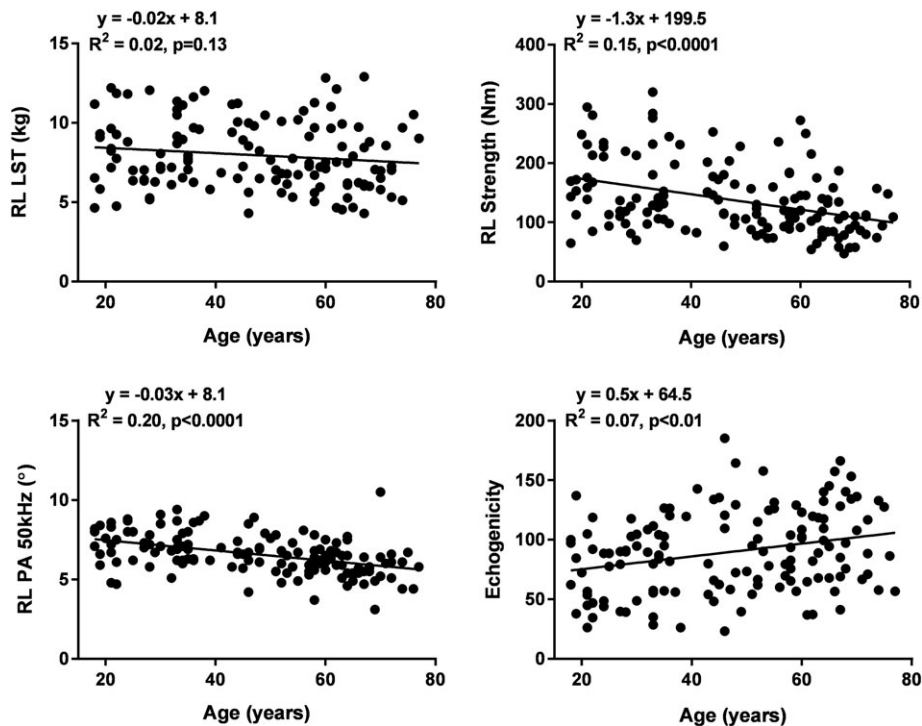 y = -0.02x + 8.1
R² = 0.02, p=0.13
15
10
5
0
RL LST (kg)
20 40 60 80
Age (years)
y = -1.3x + 199.5
R² = 0.15, p<0.0001
400
300
200
100
0
RL Strength (Nm)
20 40 60 80
Age (years)
y = -0.03x + 8.1
R² = 0.20, p<0.0001
15
10
5
0
RL PA 50kHz (°)
20 40 60 80
Age (years)
y = 0.5x + 64.5
R² = 0.07, p<0.01
200
150
100
50
0
Echogenicity
20 40 60 80
Age (years)